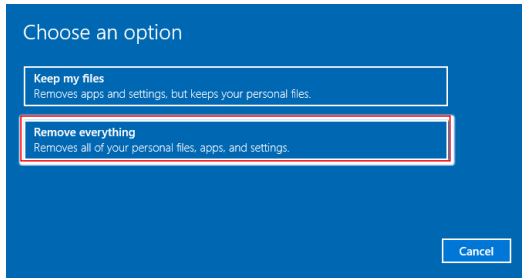 Choose an option
Keep my files
Removes apps and settings, but keeps your personal files.
Remove everything
Removes all of your personal files, apps, and settings.
Cancel